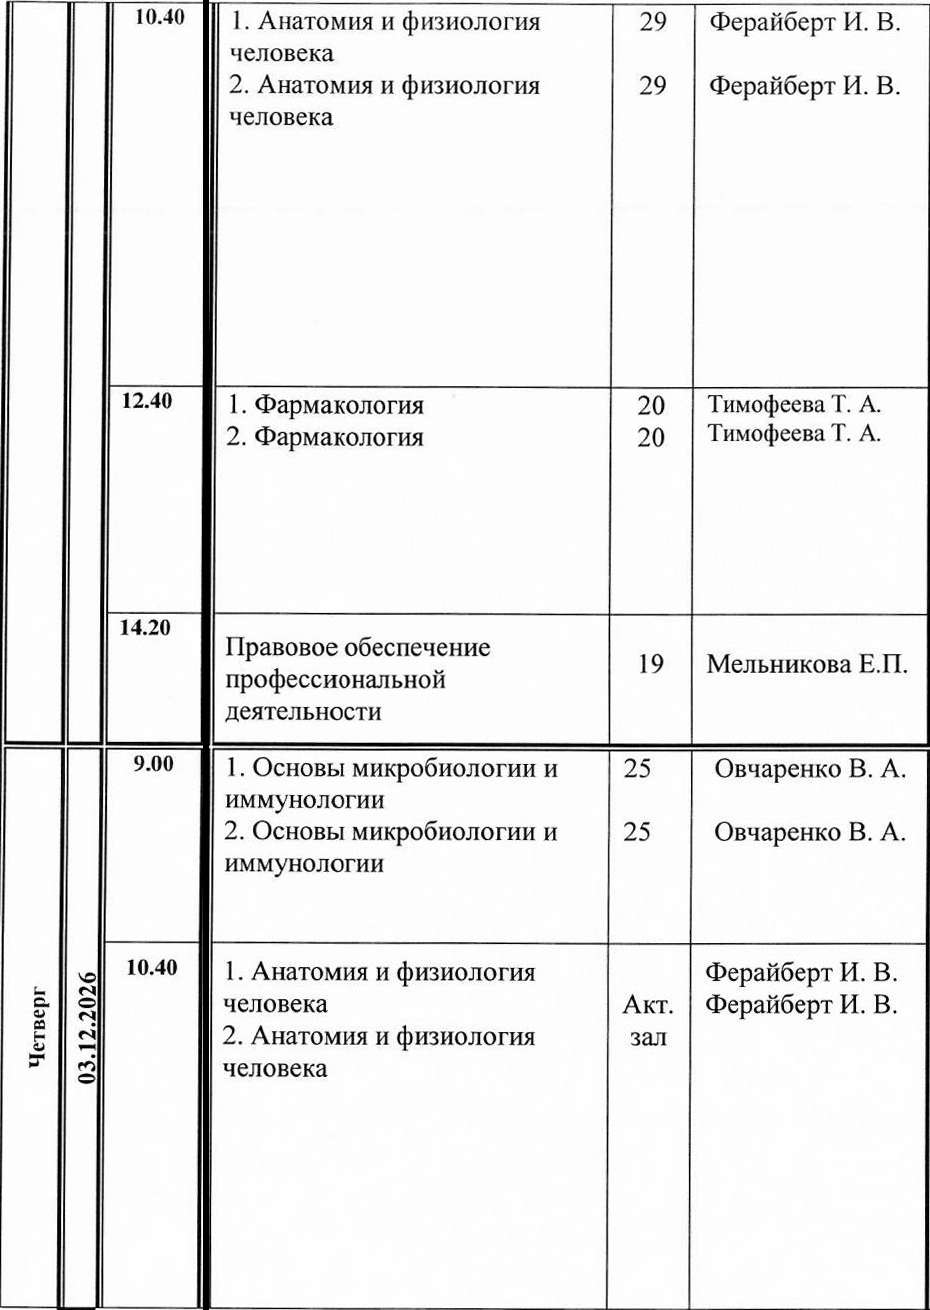 10.40
1. Анатомия и физиология
человека
2. Анатомия и физиология
человека
29
29
Ферайберт И. В.
Ферайберт И. В.
12.40
1. Фармакология
2. Фармакология
20
20
Тимофеева Т. А.
Тимофеева Т. А.
14.20
Правовое обеспечение
профессиональной
деятельности
19
Мельникова Е.П.
Четверг
03.12.2026
9.00
1. Основы микробиологии и
иммунологии
2. Основы микробиологии и
иммунологии
25
25
Овчаренко В. А.
Овчаренко В. А.
10.40
1. Анатомия и физиология
человека
2. Анатомия и физиология
человека
Акт.
зал
Ферайберт И. В.
Ферайберт И. В.